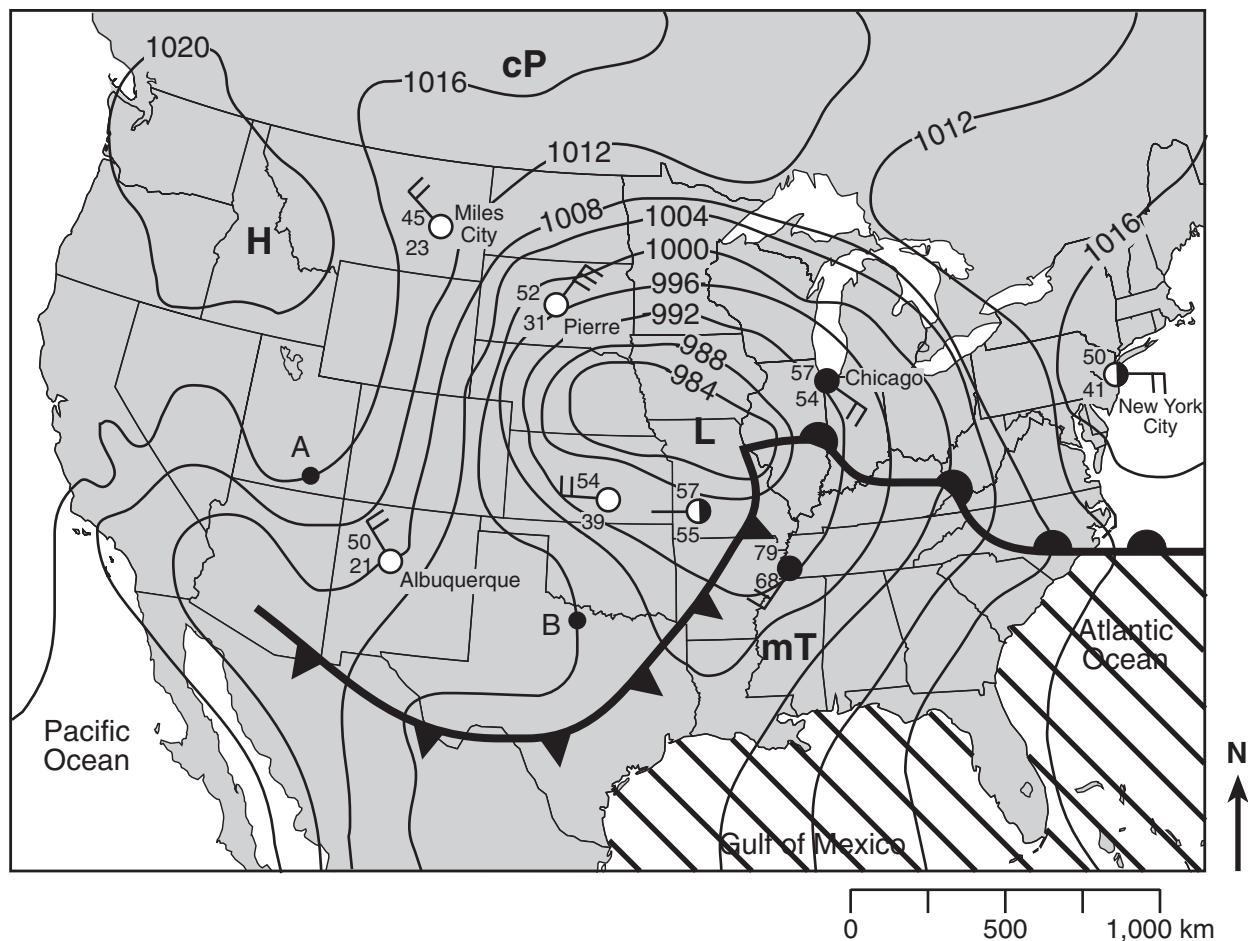 1020
cP
1016
1012
1012
1008
1004
1000
996
992
988
984
1016
H
L
mT
45
23
Miles
City
52
31
Pierre
57
54
Chicago
50
41
New York
City
A
54
39
57
55
50
21
Albuquerque
79
68
B
Pacific
Ocean
Atlantic
Ocean
Gulf of Mexico
N
0
500
1,000 km